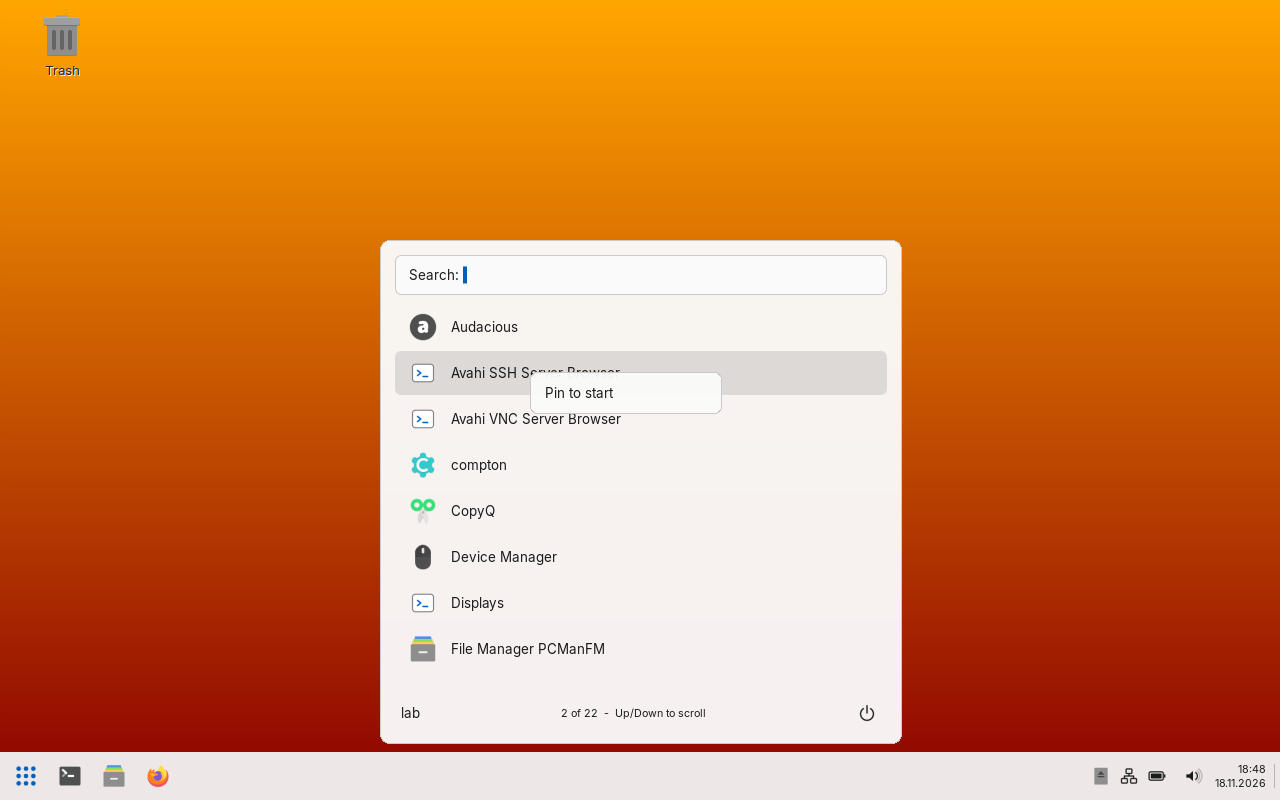 Trash
Search:
Audacious
Avahi SSH Server Browser
Pin to start
Avahi VNC Server Browser
compton
CopyQ
Device Manager
Displays
File Manager PCManFM
lab
2 of 22 - Up/Down to scroll
18:48
18.11.2026